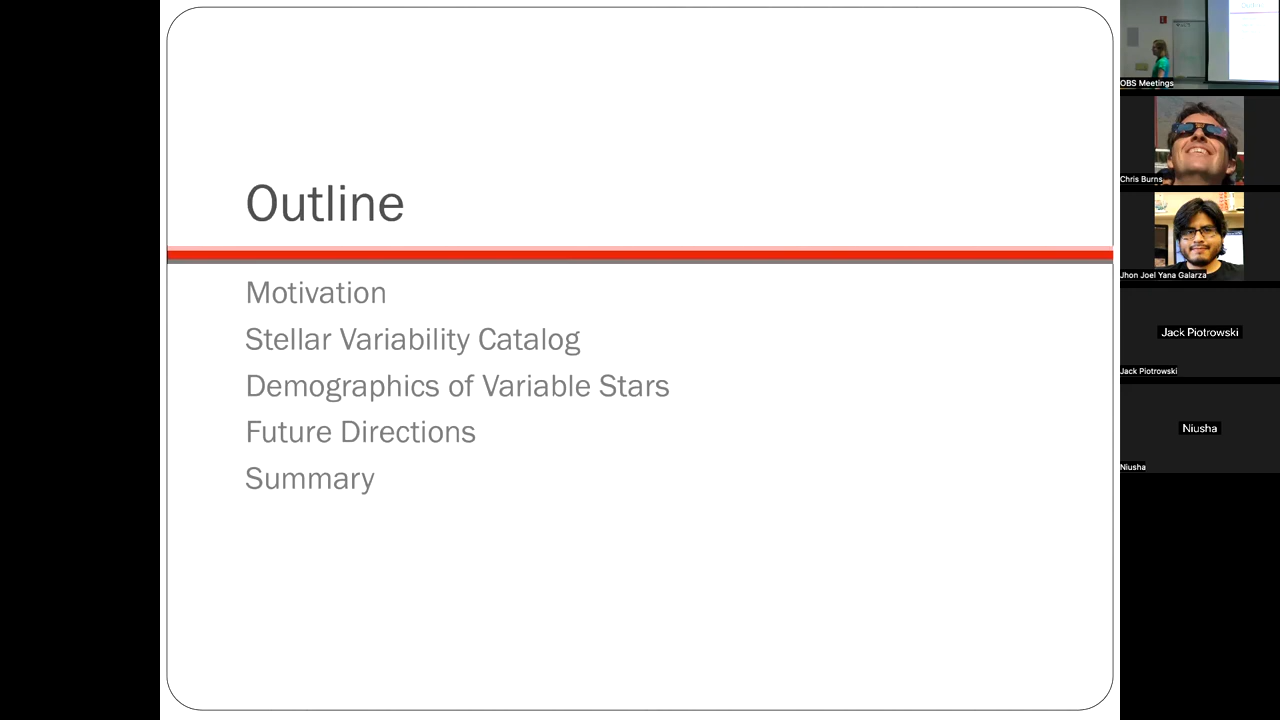 Outline
Motivation
Stellar Variability Catalog
Demographics of Variable Stars
Future Directions
Summary
OBS Meetings
Chris Burns
Jhon Joel Yana Galarza
Jack Piotrowski
Jack Piotrowski
Niusha
Niusha